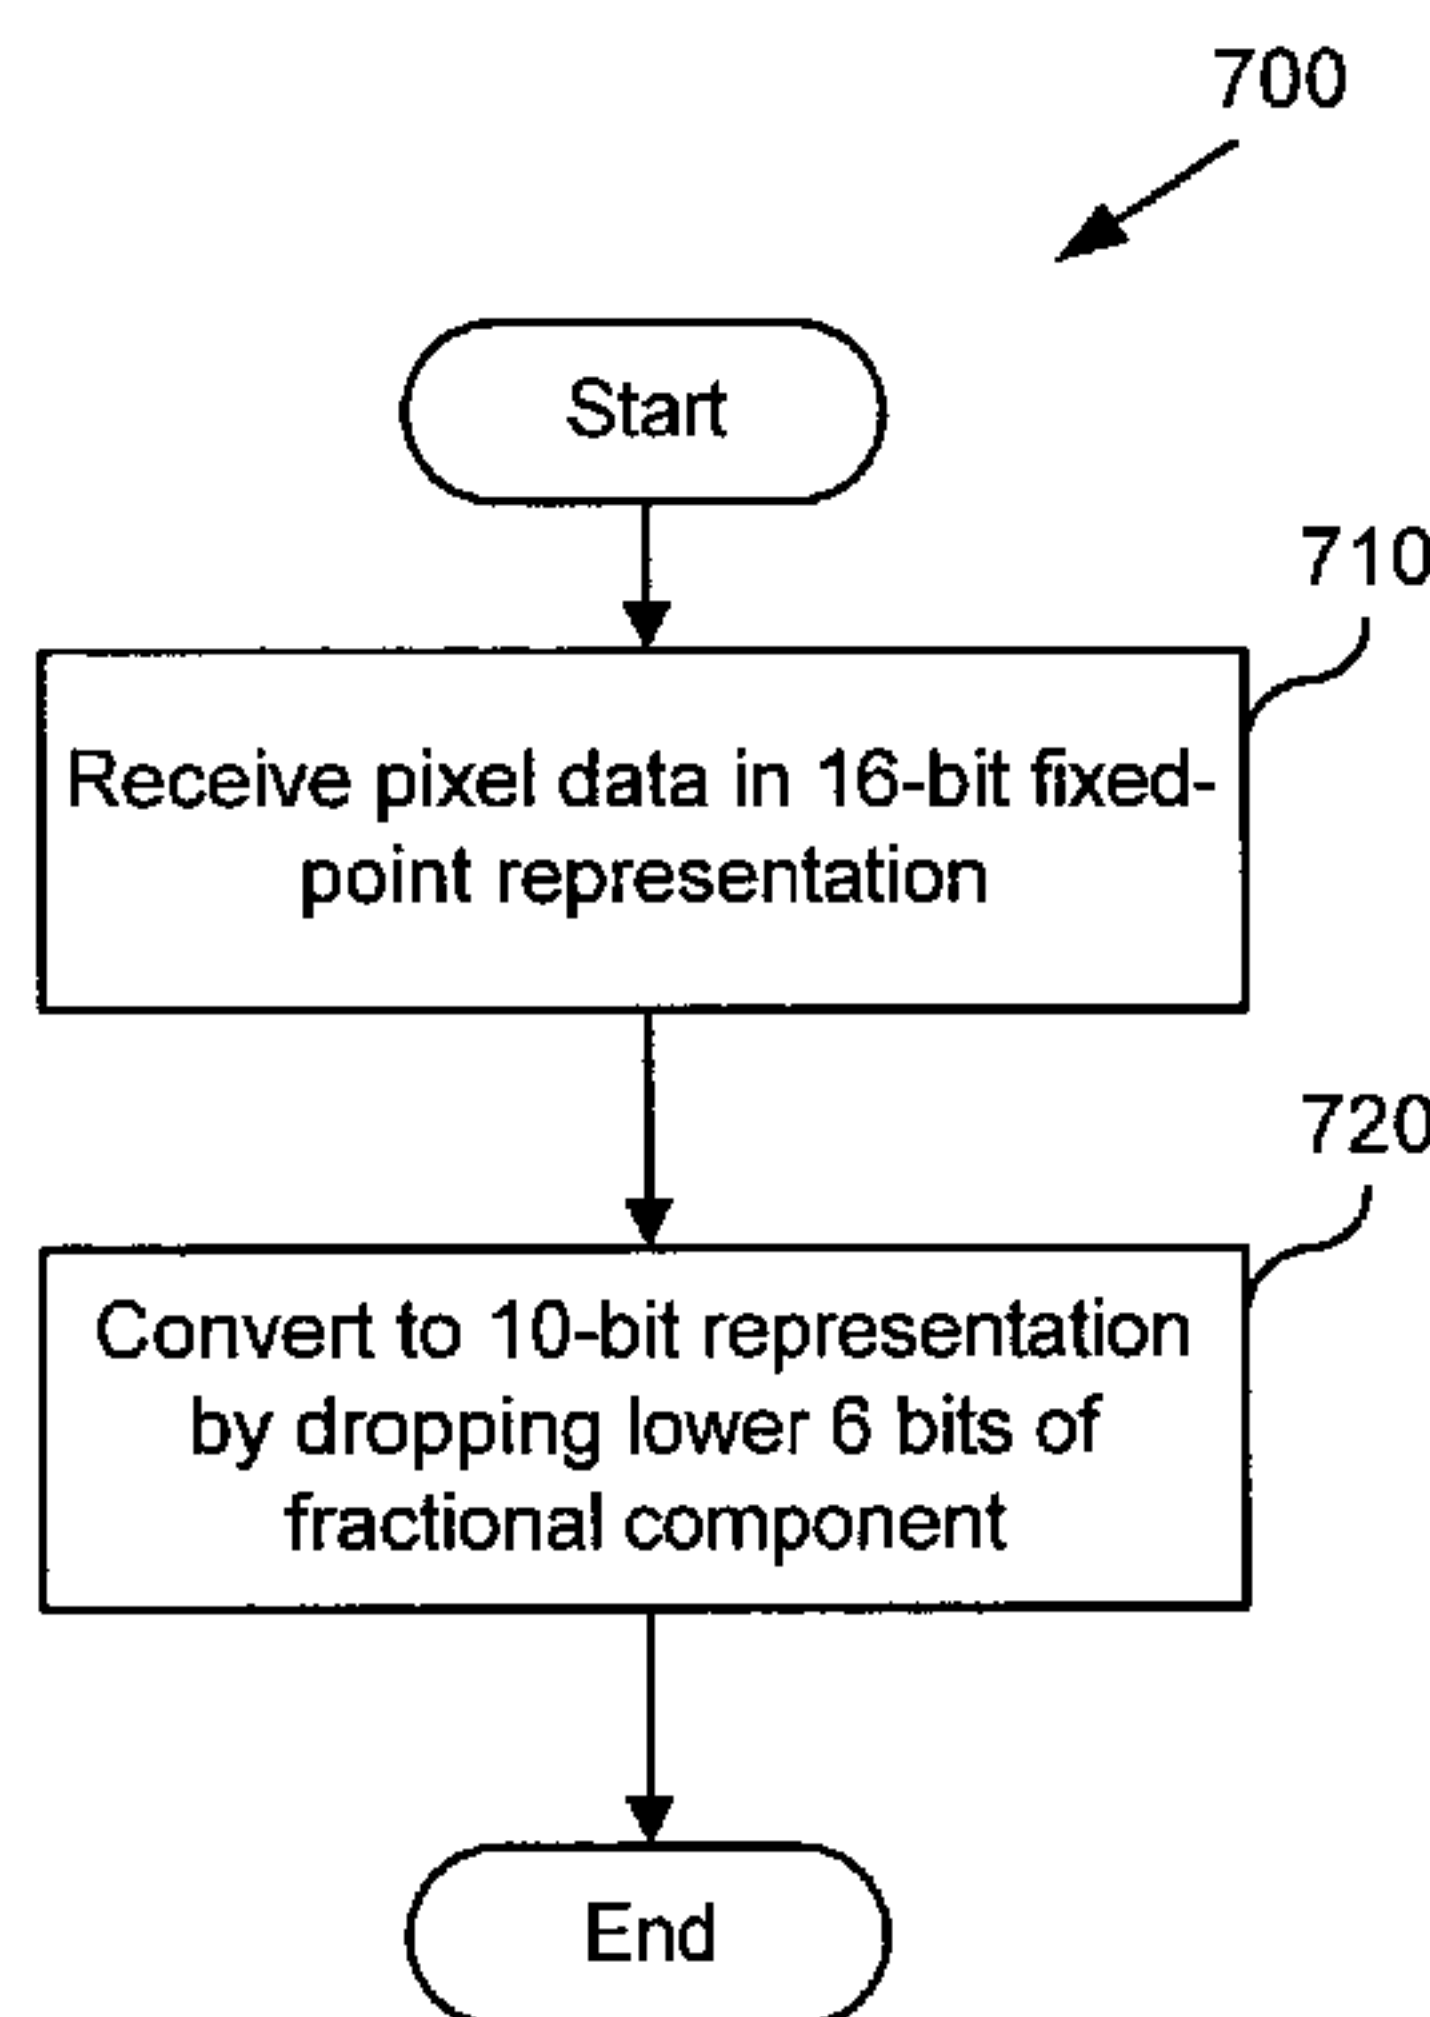 700
Start
710
Receive pixel data in 16-bit fixed-
point representation
720
Convert to 10-bit representation
by dropping lower 6 bits of
fractional component
End